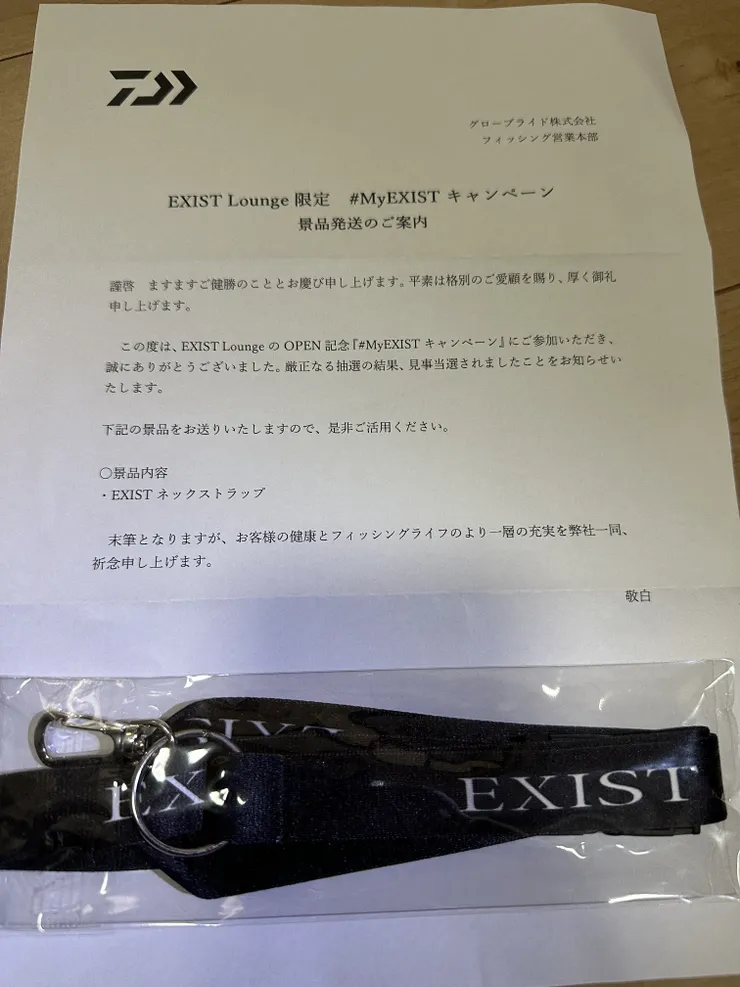 グローブライド株式会社
フィッシング営業本部
EXIST Lounge 限定　#MyEXIST キャンペーン
景品発送のご案内
謹啓　ますますご健勝のこととお慶び申し上げます。平素は格別のご愛顧を賜り、厚く御礼
申し上げます。
この度は、EXIST Lounge の OPEN 記念『#MyEXIST キャンペーン』にご参加いただき、
誠にありがとうございました。厳正なる抽選の結果、見事当選されましたことをお知らせい
たします。
下記の景品をお送りいたしますので、是非ご活用ください。
〇景品内容
・EXIST ネックストラップ
末筆となりますが、お客様の健康とフィッシングライフのより一層の充実を弊社一同、
祈念申し上げます。
敬白
EXIST
EX